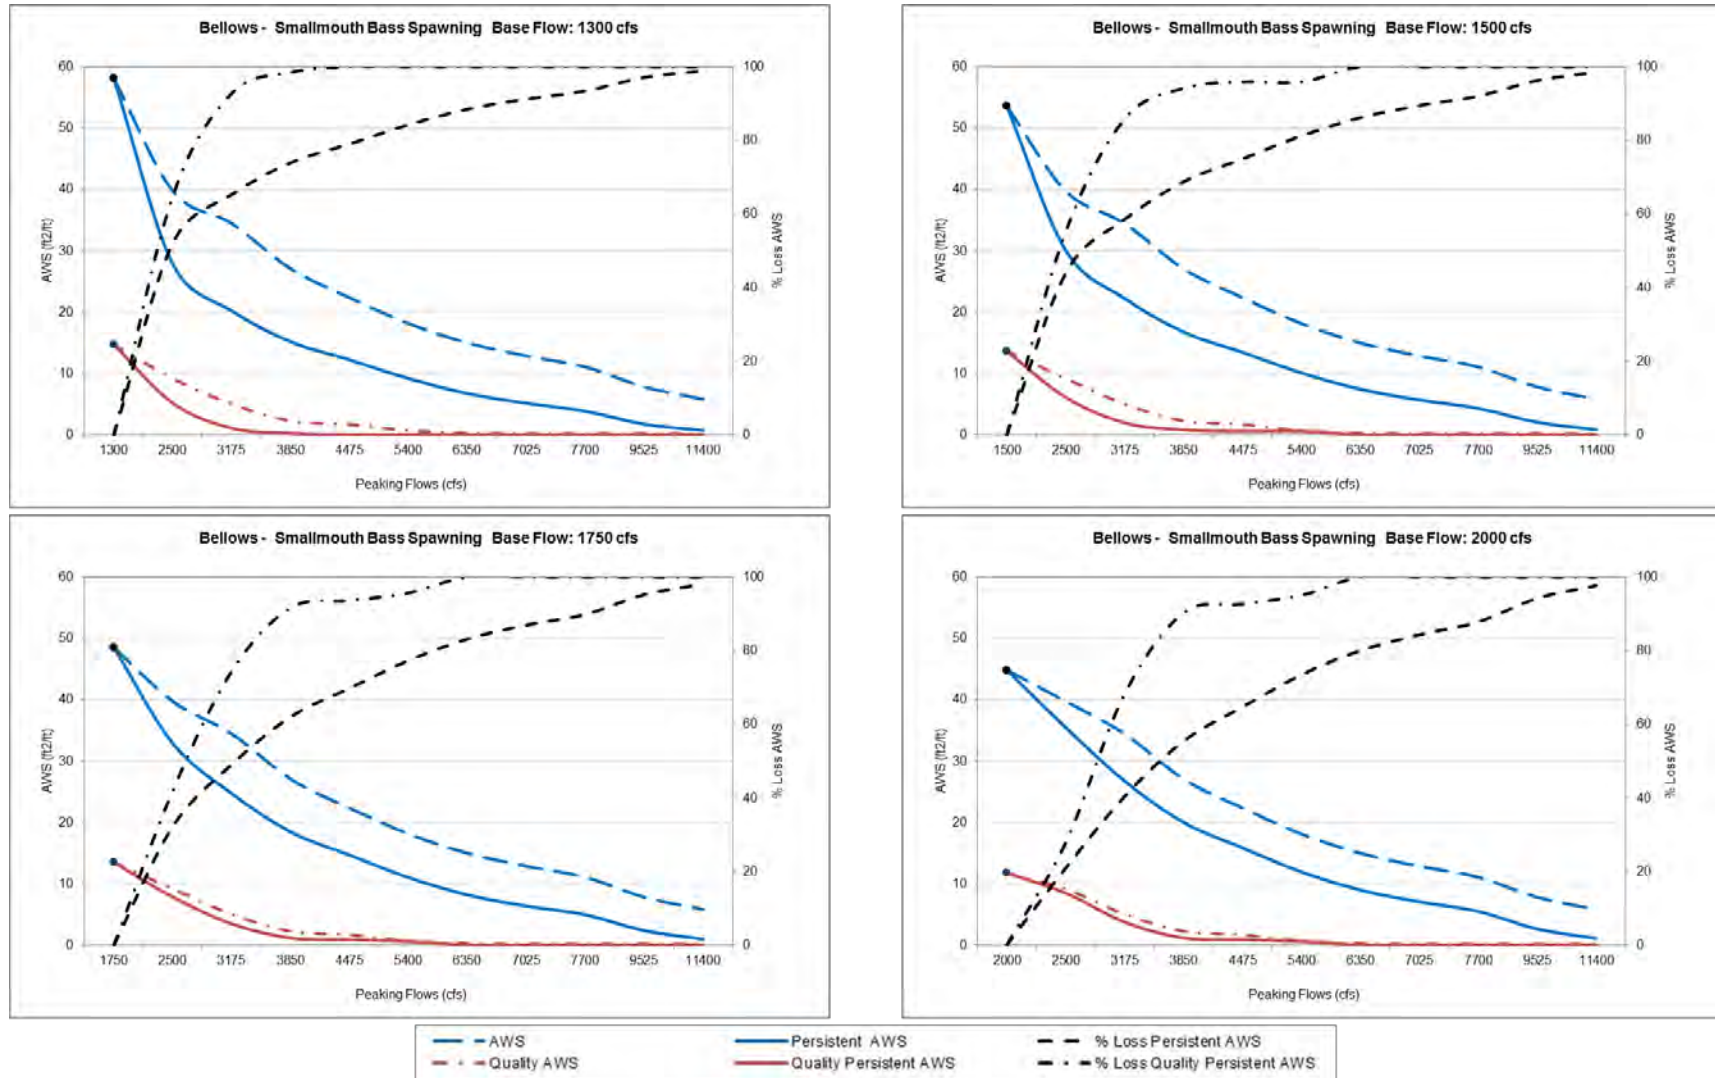 Bellows - Smallmouth Bass Spawning Base Flow: 1300 cfs
60
50
40
30
20
10
0
AWS (ft2/ft)
100
80
60
40
20
0
% Loss AWS
1300 2500 3175 3850 4475 5400 6350 7025 7700 9525 11400
Peaking Flows (cfs)
Bellows - Smallmouth Bass Spawning Base Flow: 1500 cfs
60
50
40
30
20
10
0
AWS (ft2/ft)
100
80
60
40
20
0
% Loss AWS
1500 2500 3175 3850 4475 5400 6350 7025 7700 9525 11400
Peaking Flows (cfs)
Bellows - Smallmouth Bass Spawning Base Flow: 1750 cfs
60
50
40
30
20
10
0
AWS (ft2/ft)
100
80
60
40
20
0
% Loss AWS
1750 2500 3175 3850 4475 5400 6350 7025 7700 9525 11400
Peaking Flows (cfs)
Bellows - Smallmouth Bass Spawning Base Flow: 2000 cfs
60
50
40
30
20
10
0
AWS (ft2/ft)
100
80
60
40
20
0
% Loss AWS
2000 2500 3175 3850 4475 5400 6350 7025 7700 9525 11400
Peaking Flows (cfs)
AWS Persistent AWS % Loss Persistent AWS
Quality AWS Quality Persistent AWS % Loss Quality Persistent AWS